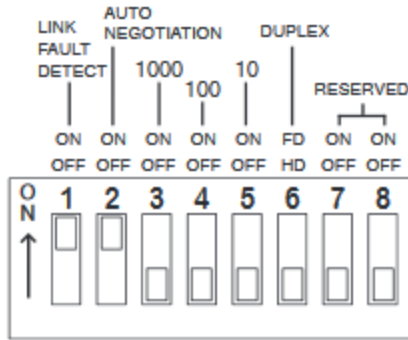 LINK FAULT DETECT
AUTO NEGOTIATION
1000
100
10
DUPLEX
RESERVED
ON ON ON ON ON FD ON ON
OFF OFF OFF OFF OFF HD OFF OFF
ON
1 2 3 4 5 6 7 8